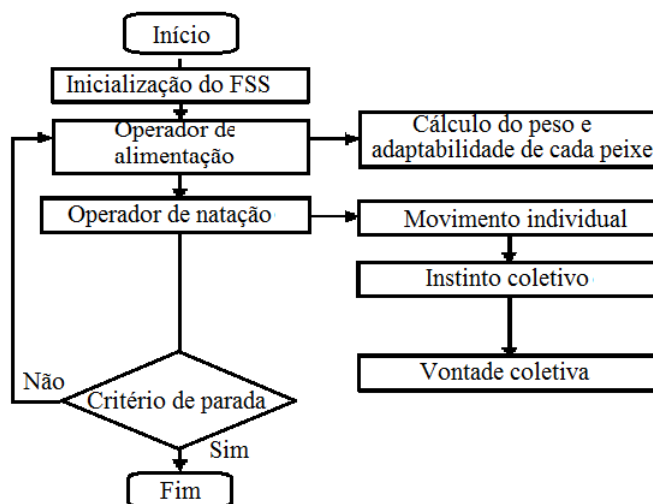 Início
Inicialização do FSS
Operador de
alimentação
Cálculo do peso e
adaptabilidade de cada peixe
Operador de natação
Movimento individual
Instinto coletivo
Vontade coletiva
Não
Critério de parada
Sim
Fim